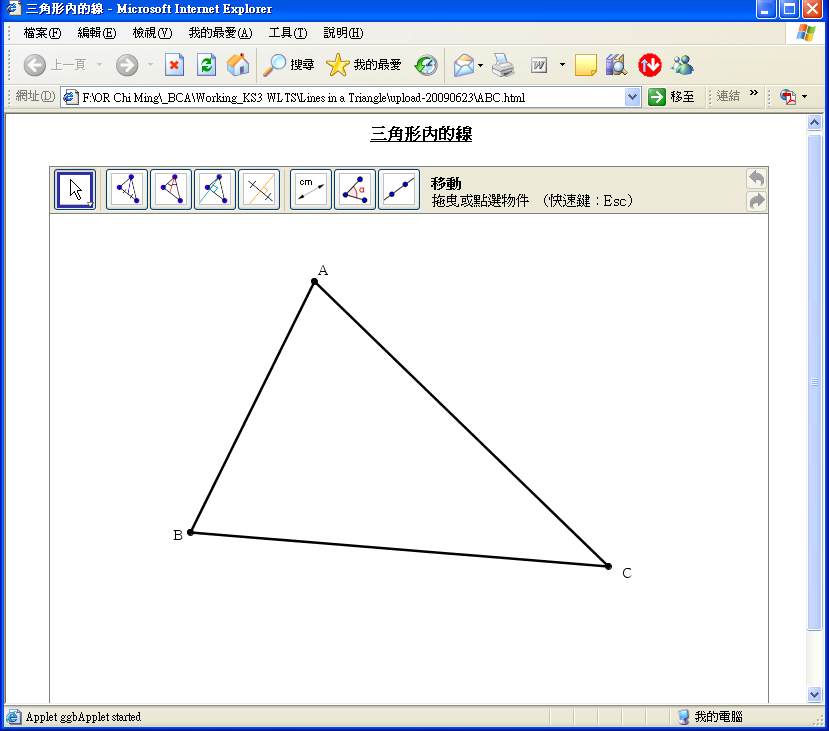 三角形內的線 - Microsoft Internet Explorer
檔案(F) 編輯(E) 檢視(V) 我的最愛(A) 工具(T) 說明(H)
上一頁 搜尋 我的最愛
網址(D) F:\OR Chi Ming\_BCA\Working_KS3 WLTS\Lines in a Triangle\upload-20090623\ABC.html 移至 連結 »
三角形內的線
cm α 移動
拖曳或點選物件 (快速鍵:Esc)
A
B
C
Applet ggbApplet started 我的電腦